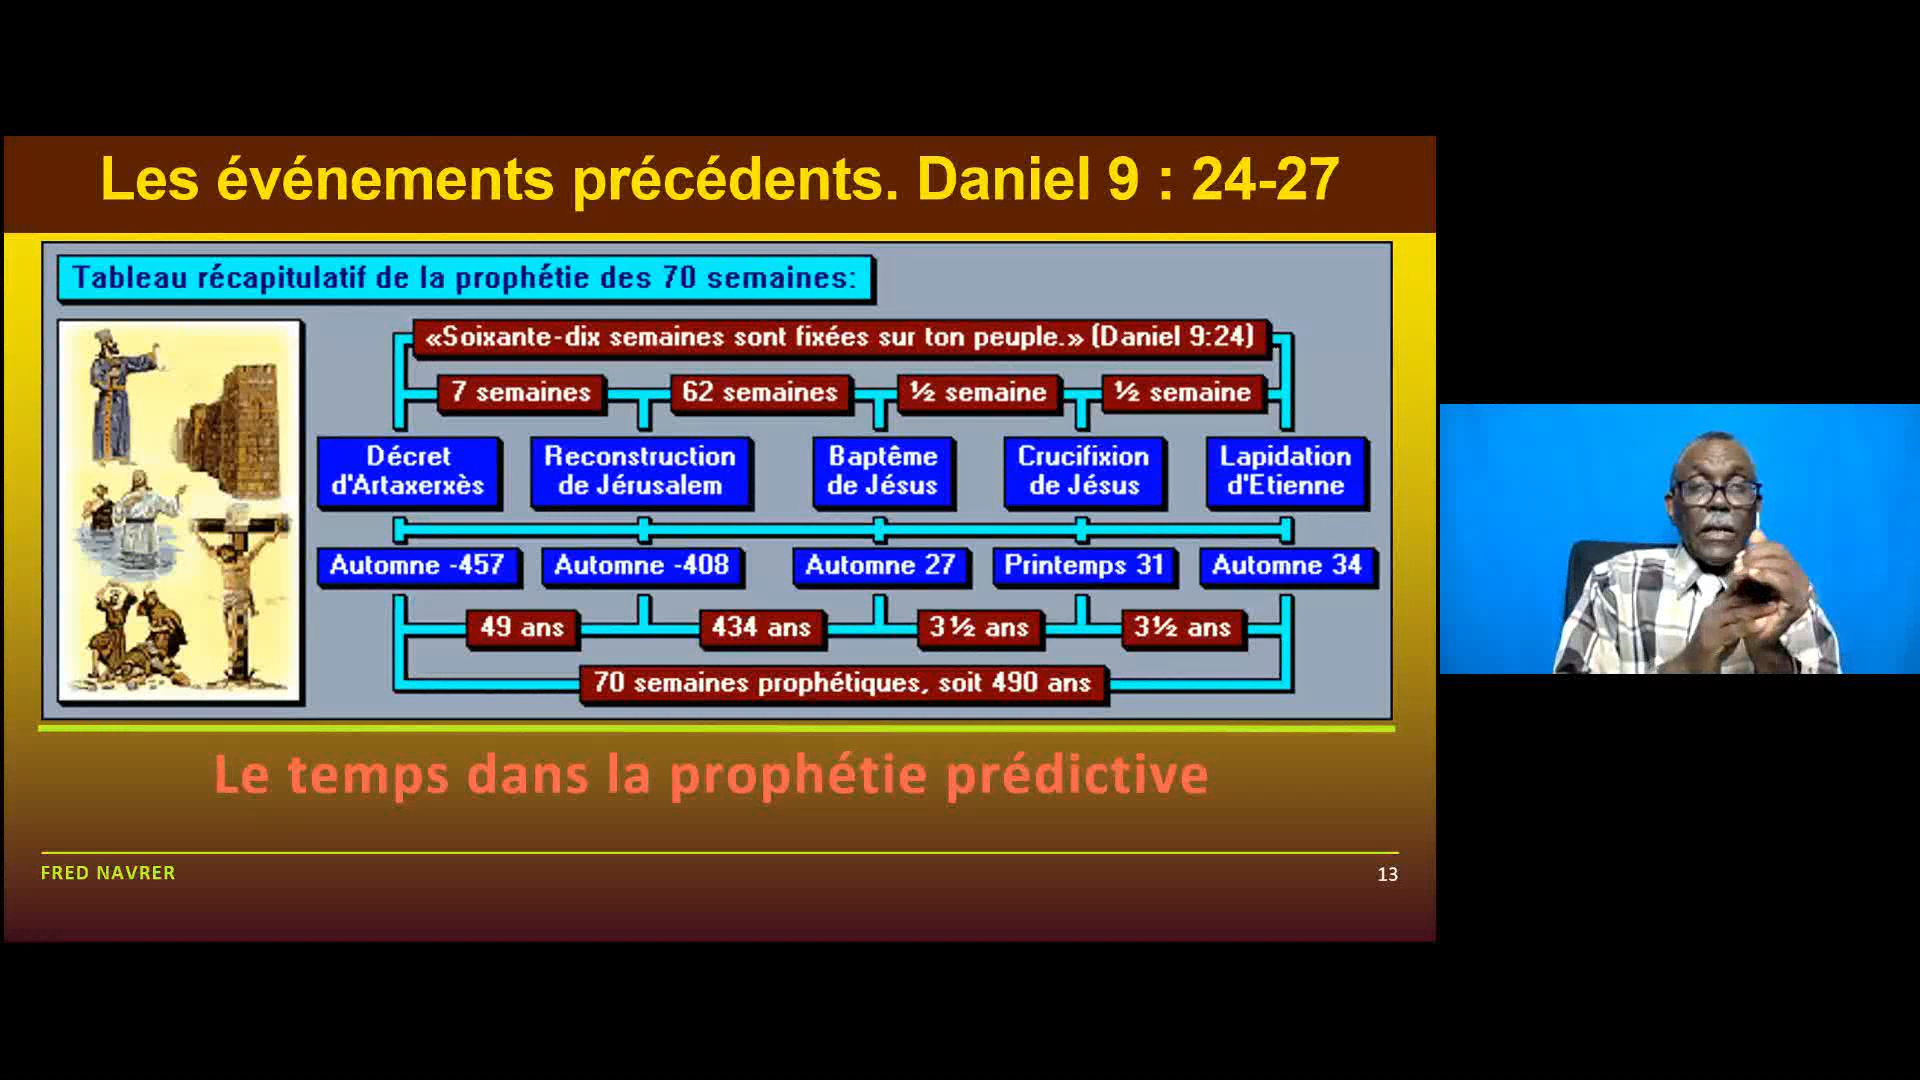 Les événements précédents. Daniel 9 : 24-27
Tableau récapitulatif de la prophétie des 70 semaines:
«Soixante-dix semaines sont fixées sur ton peuple.» (Daniel 9:24)
7 semaines
62 semaines
½ semaine
½ semaine
Décret
d'Artaxerxès
Reconstruction
de Jérusalem
Baptême
de Jésus
Crucifixion
de Jésus
Lapidation
d'Etienne
Automne -457
Automne -408
Automne 27
Printemps 31
Automne 34
49 ans
434 ans
3½ ans
3½ ans
70 semaines prophétiques, soit 490 ans
Le temps dans la prophétie prédictive
FRED NAVRER
13